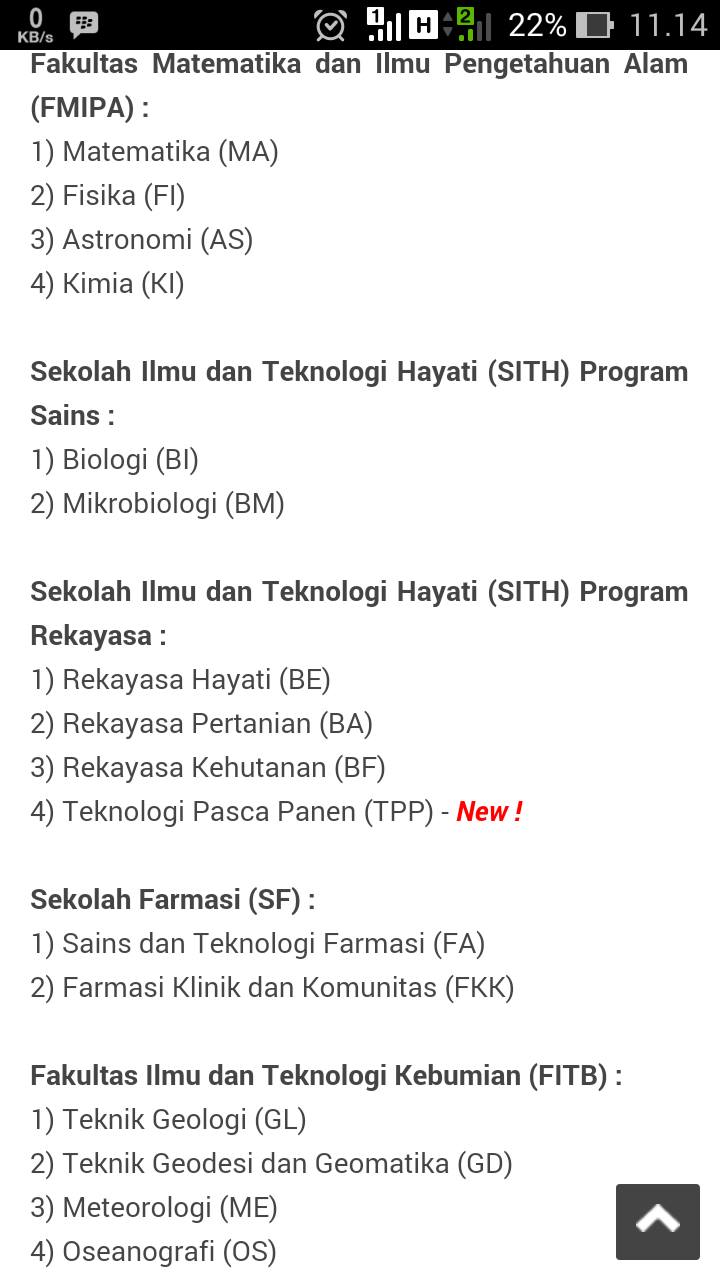 0
KB/s
1
H
2
22%
11.14
Fakultas Matematika dan Ilmu Pengetahuan Alam
(FMIPA) :
1) Matematika (MA)
2) Fisika (FI)
3) Astronomi (AS)
4) Kimia (KI)
Sekolah Ilmu dan Teknologi Hayati (SITH) Program
Sains :
1) Biologi (BI)
2) Mikrobiologi (BM)
Sekolah Ilmu dan Teknologi Hayati (SITH) Program
Rekayasa :
1) Rekayasa Hayati (BE)
2) Rekayasa Pertanian (BA)
3) Rekayasa Kehutanan (BF)
4) Teknologi Pasca Panen (TPP) - New !
Sekolah Farmasi (SF) :
1) Sains dan Teknologi Farmasi (FA)
2) Farmasi Klinik dan Komunitas (FKK)
Fakultas Ilmu dan Teknologi Kebumian (FITB) :
1) Teknik Geologi (GL)
2) Teknik Geodesi dan Geomatika (GD)
3) Meteorologi (ME)
4) Oseanografi (OS)